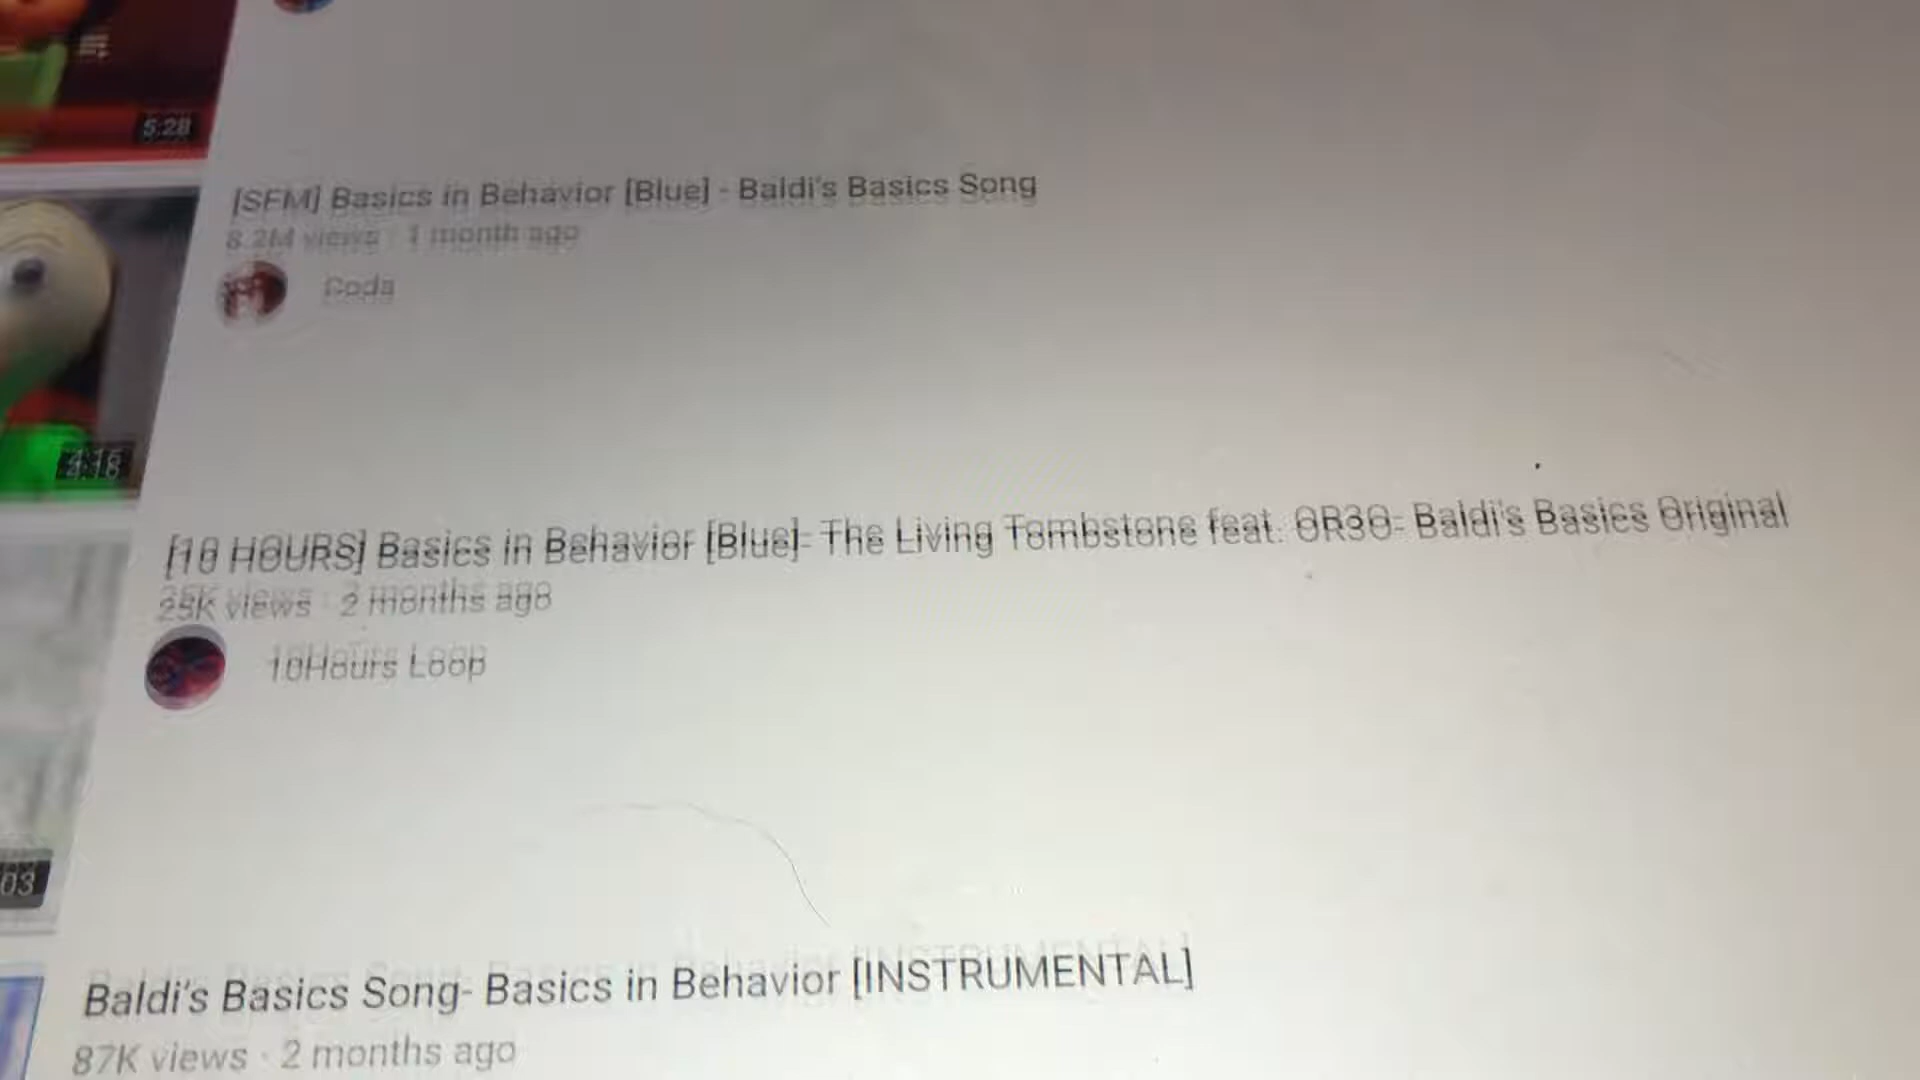 5:28
[SFM] Basics in Behavior [Blue] - Baldi's Basics Song
8.2M views · 1 month ago
Coda
4:18
[10 HOURS] Basics in Behavior [Blue]- The Living Tombstone feat. OR3O- Baldi's Basics Original
25K views · 2 months ago
10Hours Loop
03
Baldi's Basics Song- Basics in Behavior [INSTRUMENTAL]
87K views · 2 months ago